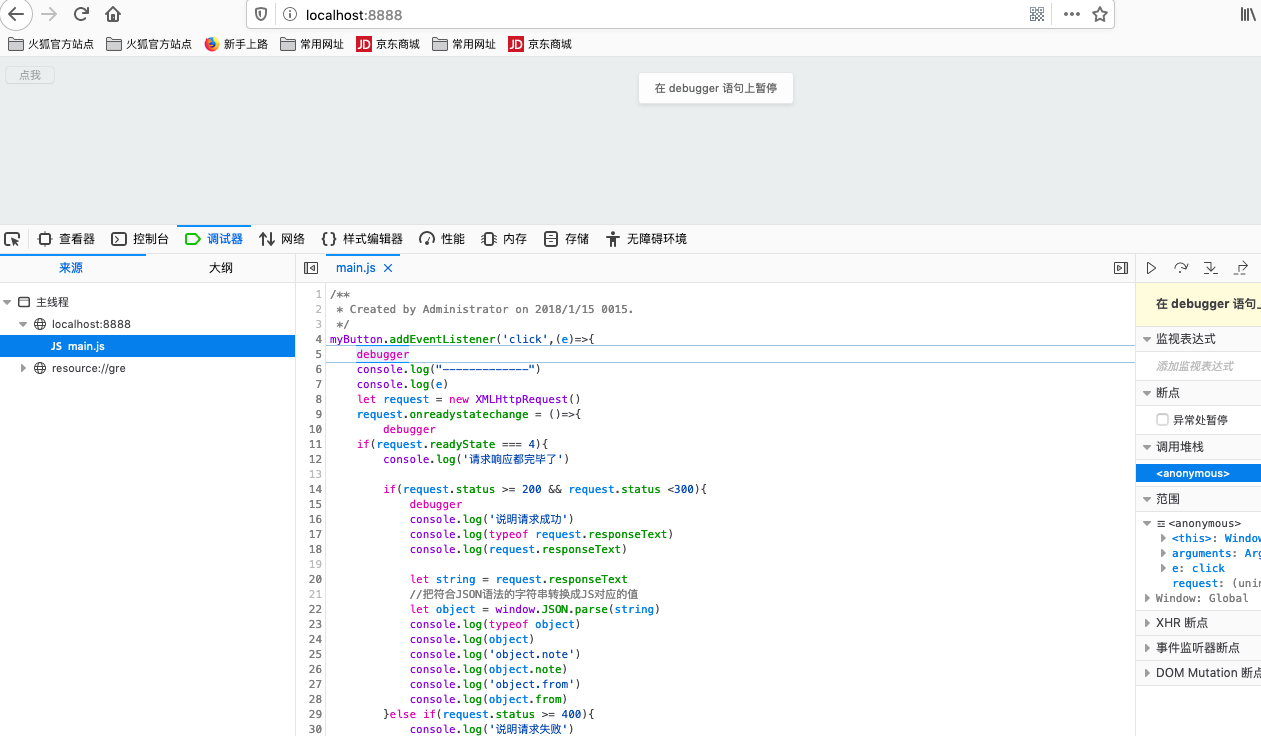 localhost:8888
火狐官方站点 火狐官方站点 新手上路 常用网址 JD 京东商城 常用网址 JD 京东商城
点我
在 debugger 语句上暂停
查看器 控制台 调试器 网络 {} 样式编辑器 性能 内存 存储 无障碍环境
来源 大纲
主线程
localhost:8888
JS main.js
resource://gre
main.js
1 /**
2  * Created by Administrator on 2018/1/15 0015.
3  */
4 myButton.addEventListener('click',(e)=>{
5     debugger
6     console.log("-------------")
7     console.log(e)
8     let request = new XMLHttpRequest()
9     request.onreadystatechange = ()=>{
10         debugger
11     if(request.readyState === 4){
12         console.log('请求响应都完毕了')
13
14         if(request.status >= 200 && request.status <300){
15             debugger
16             console.log('说明请求成功')
17             console.log(typeof request.responseText)
18             console.log(request.responseText)
19
20             let string = request.responseText
21             //把符合JSON语法的字符串转换成JS对应的值
22             let object = window.JSON.parse(string)
23             console.log(typeof object)
24             console.log(object)
25             console.log('object.note')
26             console.log(object.note)
27             console.log('object.from')
28             console.log(object.from)
29         }else if(request.status >= 400){
30             console.log('说明请求失败')
在 debugger 语句
监视表达式
添加监视表达式
断点
异常处暂停
调用堆栈
<anonymous>
范围
<anonymous>
<this>: Window
arguments: Arg
e: click
request: (unin
Window: Global
XHR 断点
事件监听器断点
DOM Mutation 断点